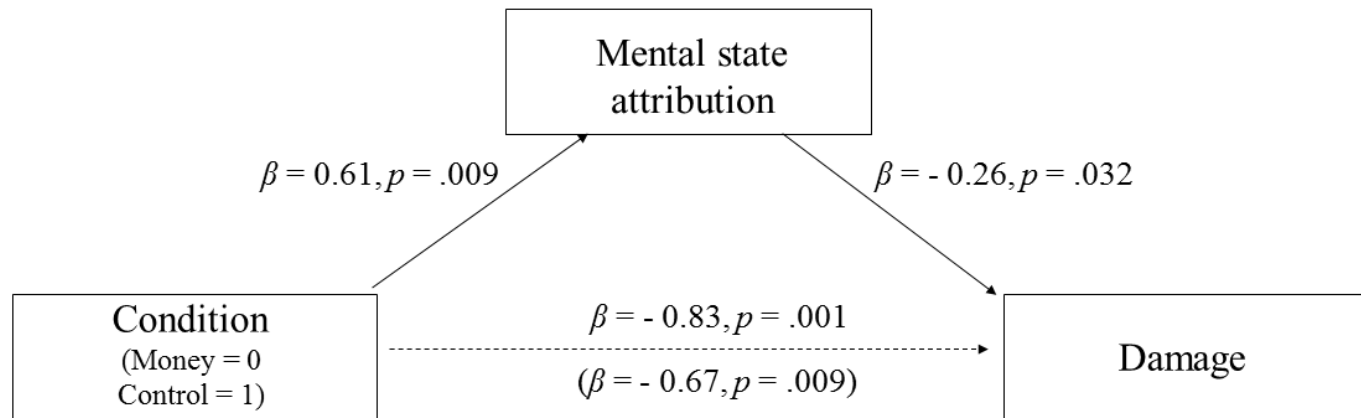 Mental state
attribution
β = 0.61, p = .009
β = - 0.26, p = .032
Condition
(Money = 0
Control = 1)
β = - 0.83, p = .001
(β = - 0.67, p = .009)
Damage